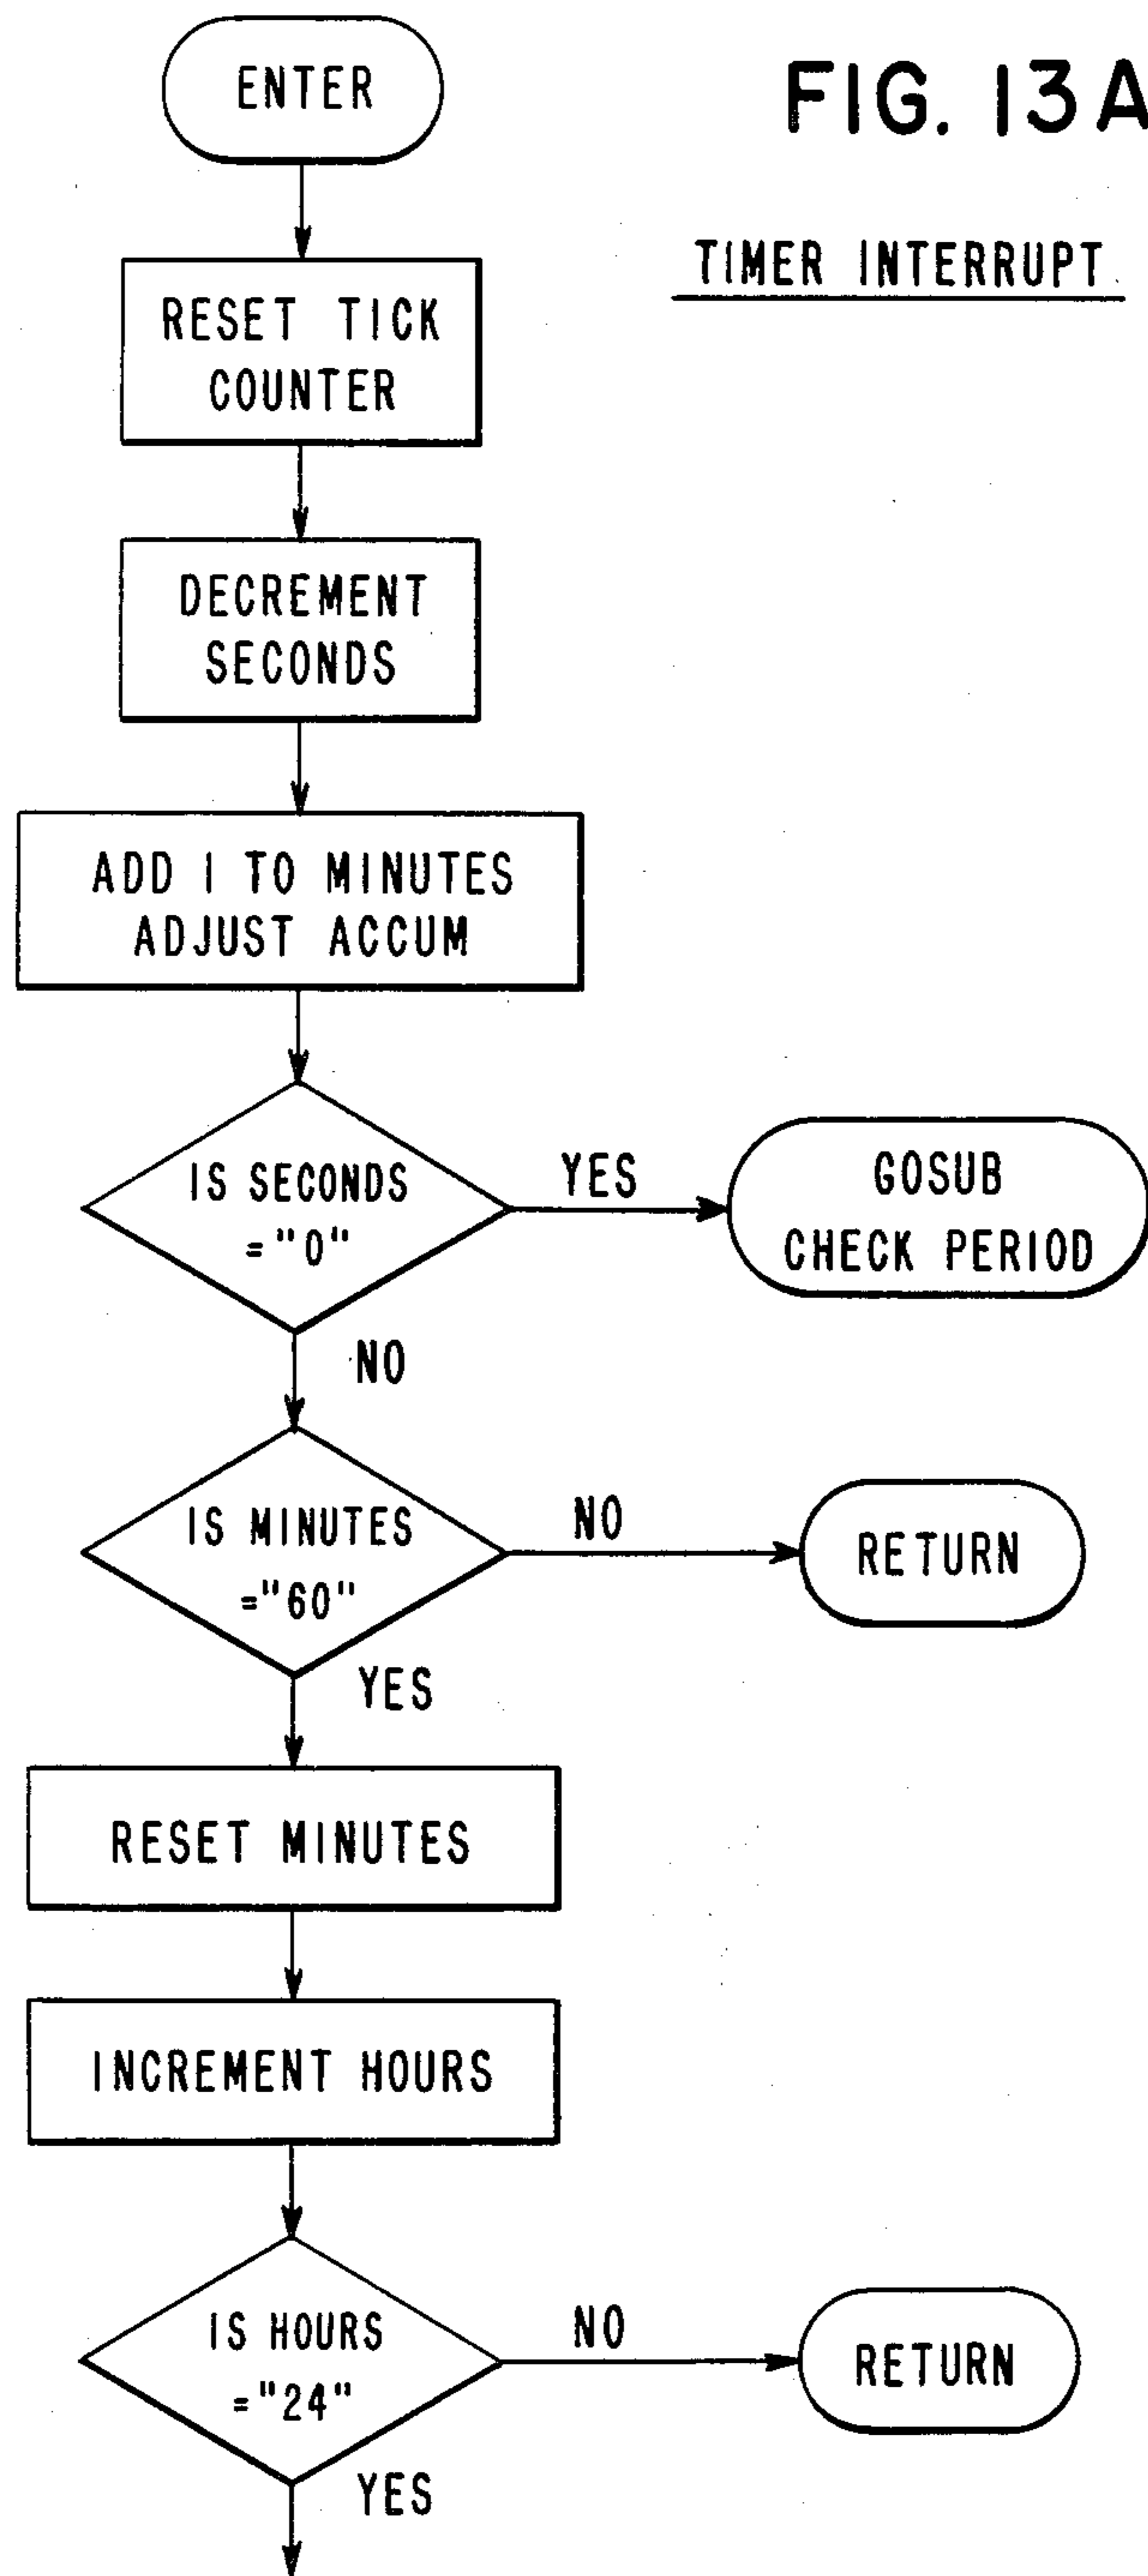 FIG. 13A
TIMER INTERRUPT
ENTER
RESET TICK
COUNTER
DECREMENT
SECONDS
ADD 1 TO MINUTES
ADJUST ACCUM
IS SECONDS
="0"
YES
GOSUB
CHECK PERIOD
NO
IS MINUTES
="60"
NO
RETURN
YES
RESET MINUTES
INCREMENT HOURS
IS HOURS
="24"
NO
RETURN
YES